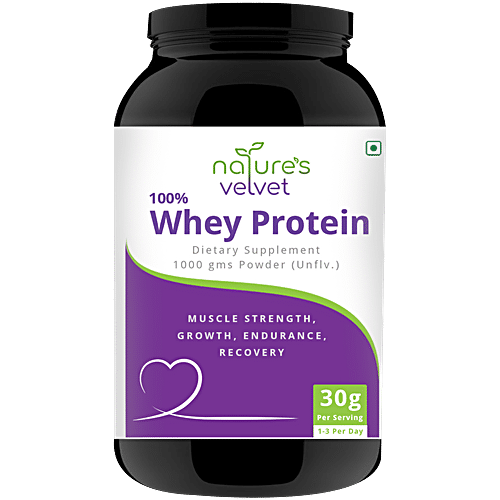 nature's
velvet
100%
Whey Protein
Dietary Supplement
1000 gms Powder (Unflv.)
MUSCLE STRENGTH,
GROWTH, ENDURANCE,
RECOVERY
30g
Per Serving
1-3 Per Day